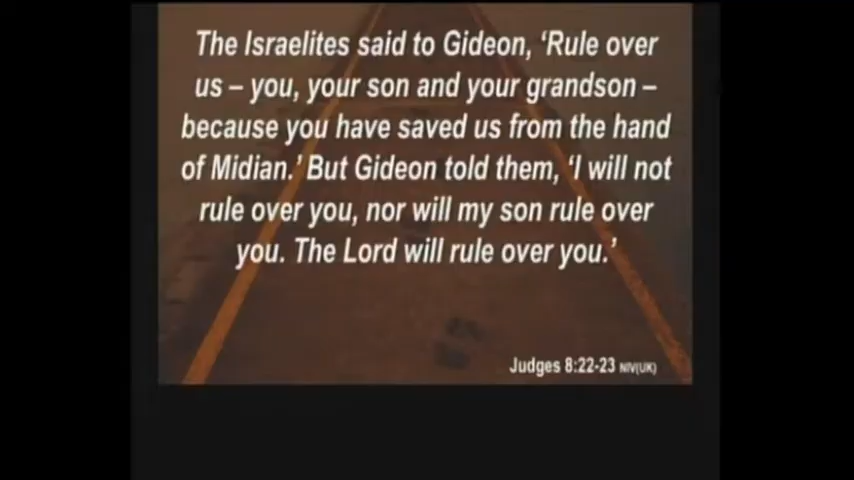 The Israelites said to Gideon, ‘Rule over
us – you, your son and your grandson –
because you have saved us from the hand
of Midian.’ But Gideon told them, ‘I will not
rule over you, nor will my son rule over
you. The Lord will rule over you.’
Judges 8:22-23 NIV(UK)